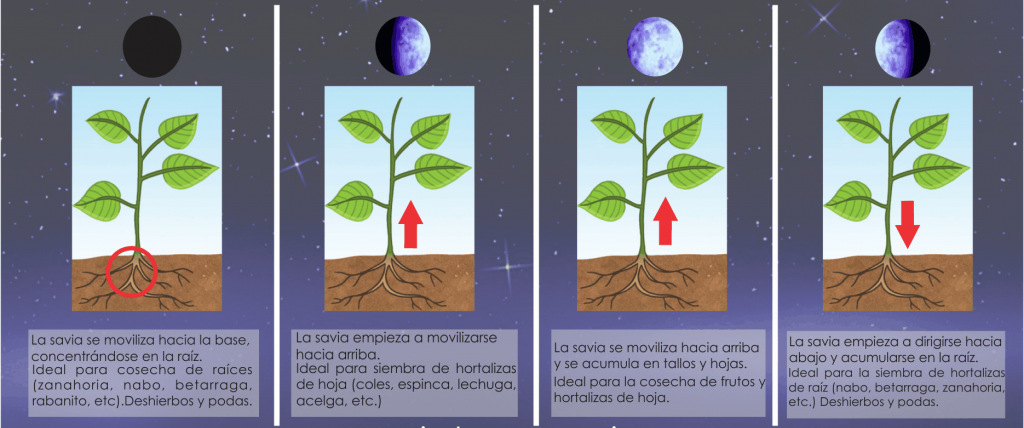 La savia se moviliza hacia la base,
concentrándose en la raíz.
Ideal para cosecha de raíces
(zanahoria, nabo, betarraga,
rabanito, etc).Deshierbos y podas.
La savia empieza a movilizarse
hacia arriba.
Ideal para siembra de hortalizas
de hoja (coles, espinca, lechuga,
acelga, etc.)
La savia se moviliza hacia arriba
y se acumula en tallos y hojas.
Ideal para la cosecha de frutos y
hortalizas de hoja.
La savia empieza a dirigirse hacia
abajo y acumularse en la raíz.
Ideal para la siembra de hortalizas
de raíz (nabo, betarraga, zanahoria,
etc.) Deshierbos y podas.